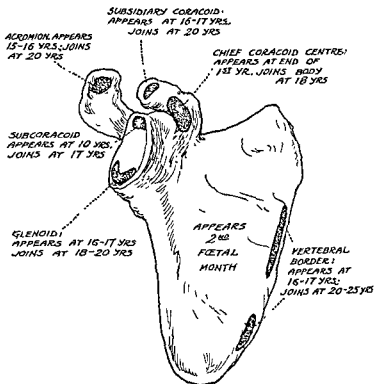 SUBSIDIARY CORACOID:
APPEARS AT 16-17 YRS.
JOINS AT 20 YRS
ACROMION, APPEARS
15-16 YRS; JOINS
AT 20 YRS
CHIEF CORACOID CENTRE:
APPEARS AT END OF
1ST YR. JOINS BODY
AT 18 YRS
SUBCORACOID
APPEARS AT 10 YRS,
JOINS AT 17 YRS
GLENOID:
APPEARS AT 16-17 YRS
JOINS AT 18-20 YRS
APPEARS
2ND
FŒTAL
MONTH
VERTEBRAL
BORDER:
APPEARS AT
16-17 YRS;
JOINS AT 20-25 YRS